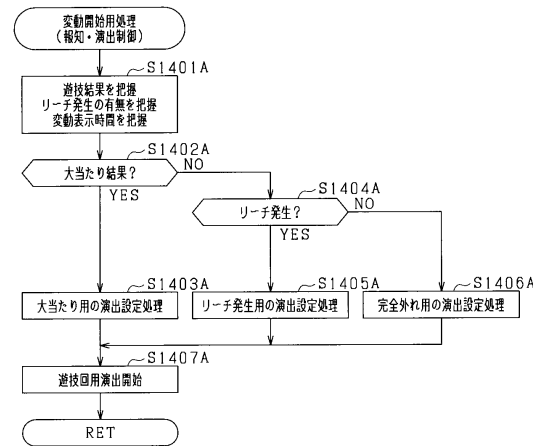 変動開始用処理
(報知・演出制御)
S1401A
遊技結果を把握
リーチ発生の有無を把握
変動表示時間を把握
S1402A
大当たり結果?
NO
YES
S1404A
リーチ発生?
NO
YES
S1403A
大当たり用の演出設定処理
S1405A
リーチ発生用の演出設定処理
S1406A
完全外れ用の演出設定処理
S1407A
遊技回用演出開始
RET